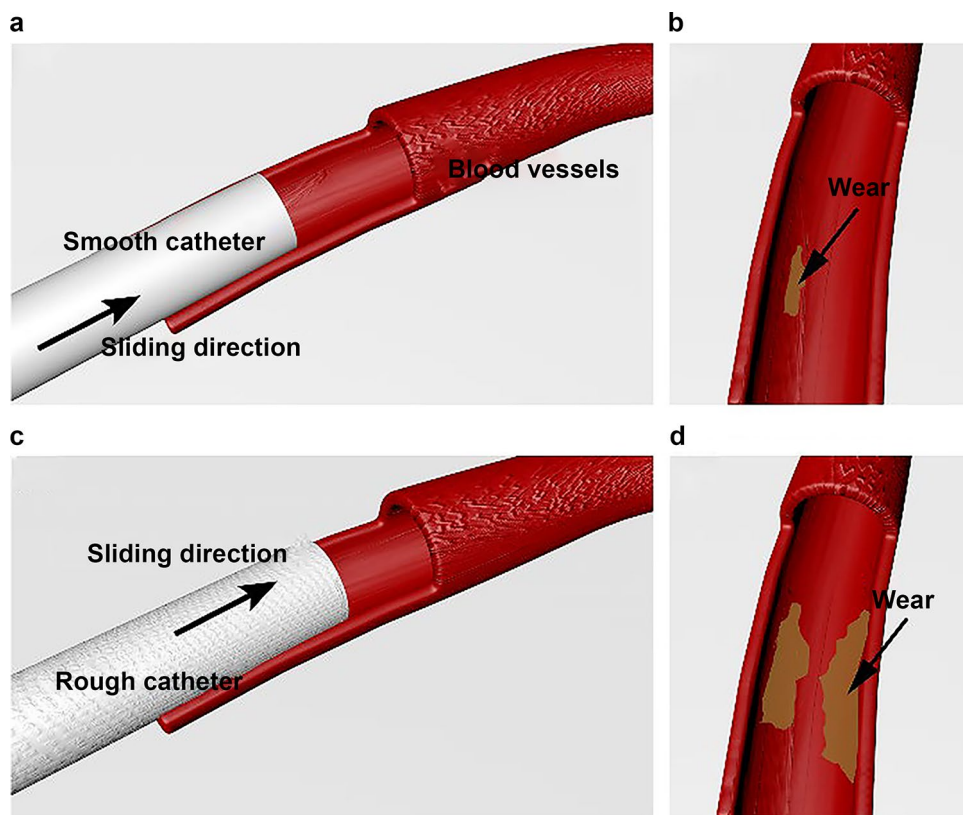 a
b
Blood vessels
Wear
Smooth catheter
Sliding direction
c
d
Sliding direction
Wear
Rough catheter